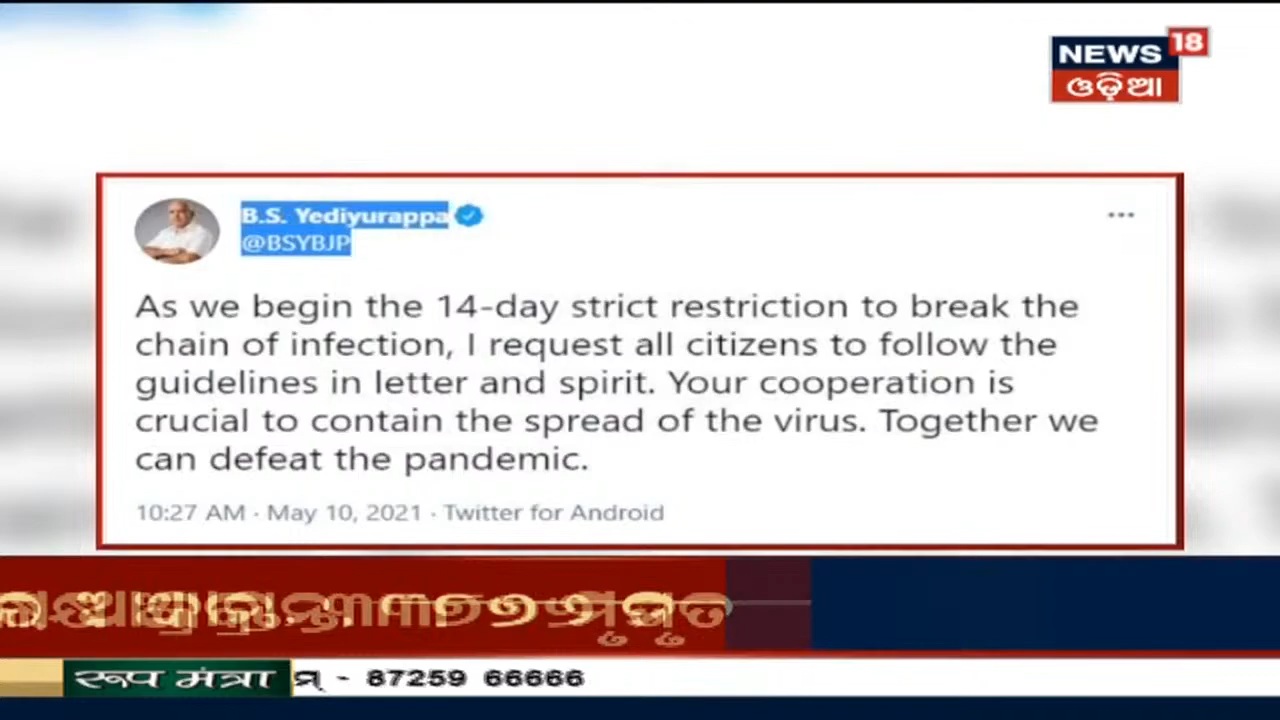 NEWS 18
ଓଡ଼ିଆ
B.S. Yediyurappa
@BSYBJP
As we begin the 14-day strict restriction to break the
chain of infection, I request all citizens to follow the
guidelines in letter and spirit. Your cooperation is
crucial to contain the spread of the virus. Together we
can defeat the pandemic.
10:27 AM · May 10, 2021 · Twitter for Android
ରୂପ ମଂତ୍ରା ମ୍ - 87259 66666